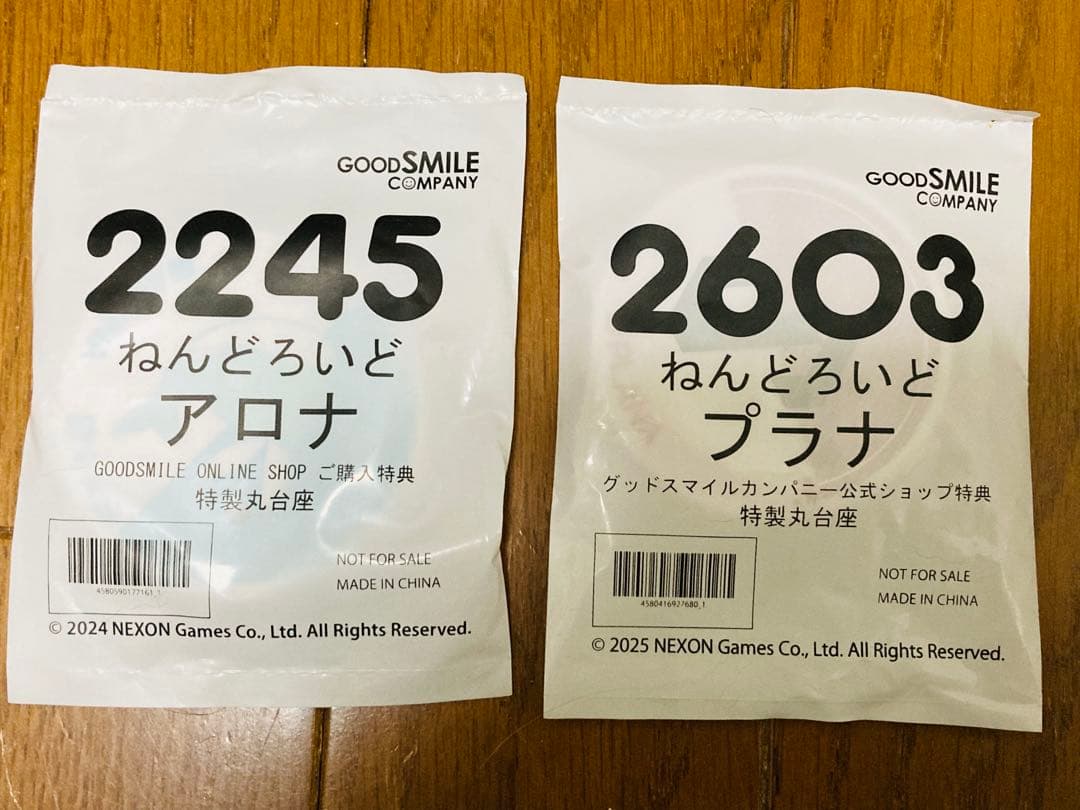 GOODSMILE
COMPANY
2245
ねんどろいど
アロナ
GOODSMILE ONLINE SHOP ご購入特典
特製丸台座
4580590177161_1
NOT FOR SALE
MADE IN CHINA
© 2024 NEXON Games Co., Ltd. All Rights Reserved.
GOODSMILE
COMPANY
2603
ねんどろいど
プラナ
グッドスマイルカンパニー公式ショップ特典
特製丸台座
4580416927680_1
NOT FOR SALE
MADE IN CHINA
© 2025 NEXON Games Co., Ltd. All Rights Reserved.